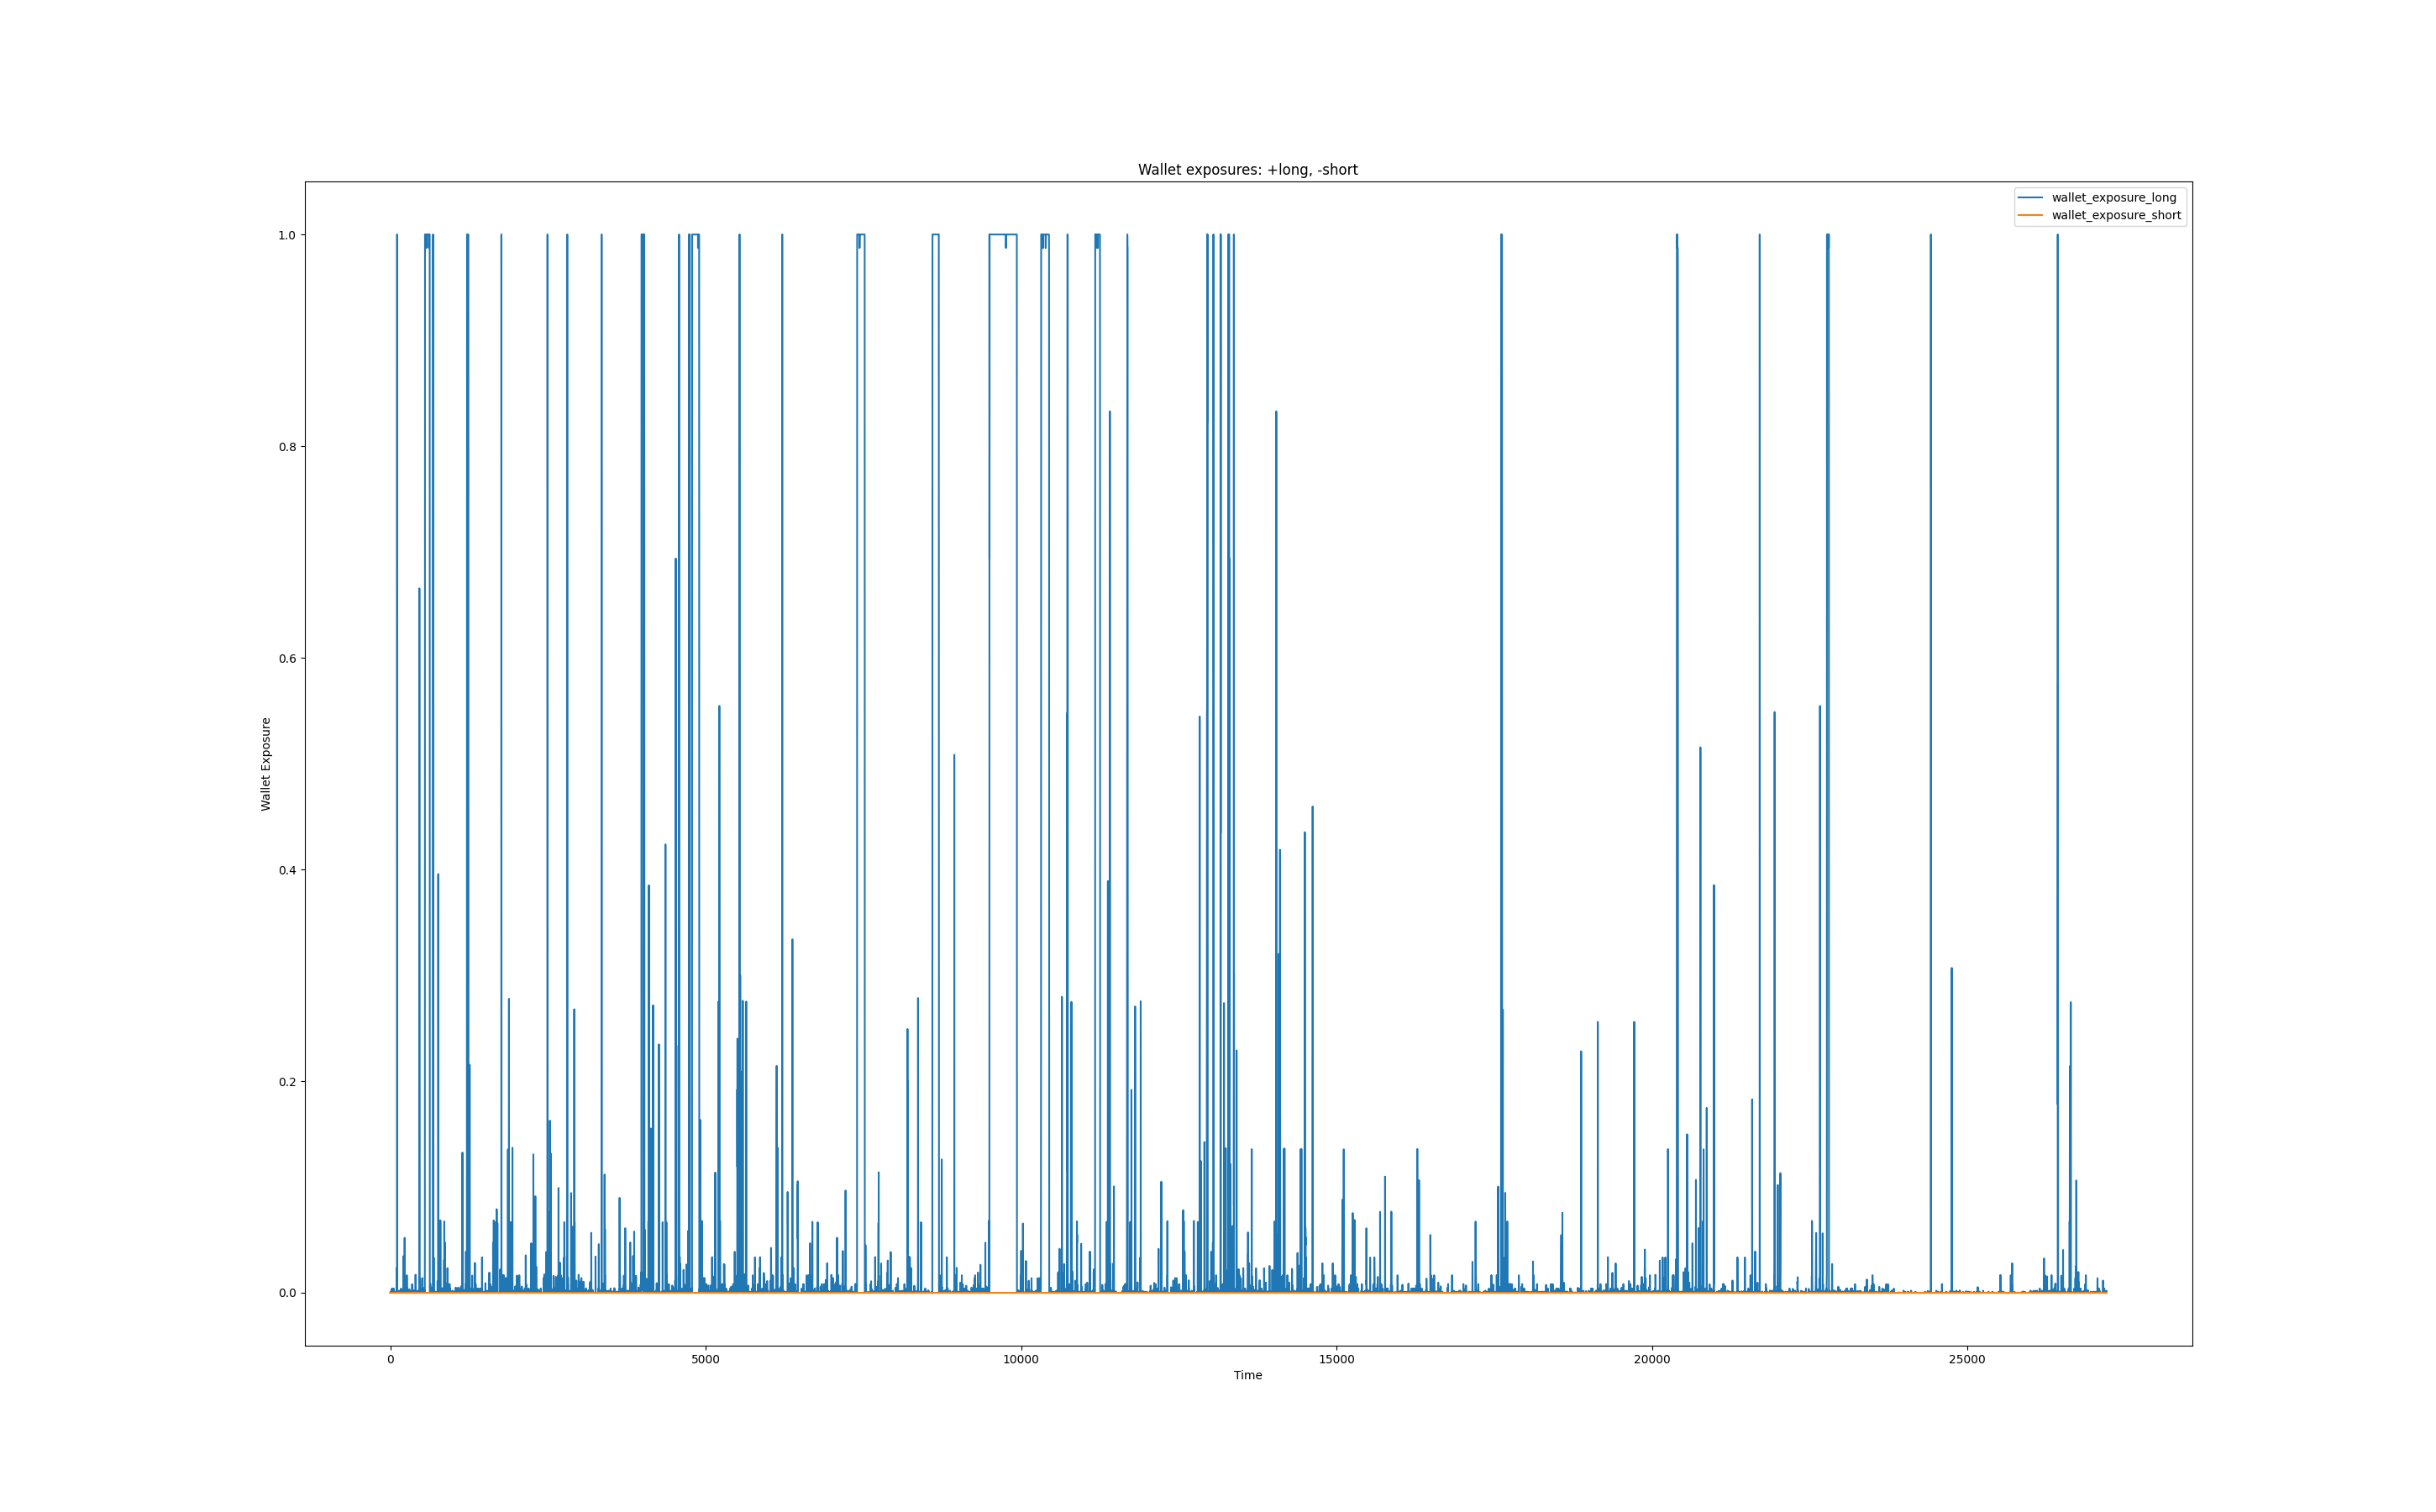 Wallet exposures: +long, -short
wallet_exposure_long
wallet_exposure_short
1.0
0.8
0.6
0.4
0.2
0.0
Wallet Exposure
0 5000 10000 15000 20000 25000
Time